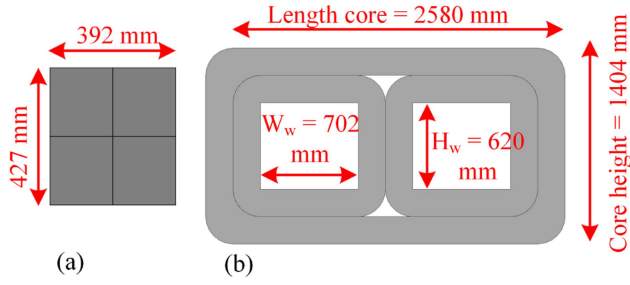 392 mm
427 mm
(a)
Length core = 2580 mm
W_w = 702
mm
H_w = 620
mm
Core height = 1404 mm
(b)